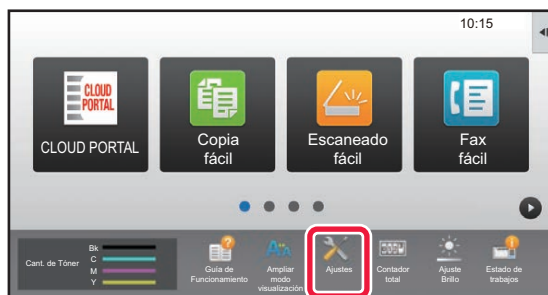 10:15
CLOUD
PORTAL
CLOUD PORTAL
Copia
fácil
Escaneado
fácil
Fax
fácil
Cant. de Tóner
Bk
C
M
Y
Guía de
Funcionamiento
Ampliar
modo
visualización
Ajustes
Contador
total
Ajuste
Brillo
Estado de
trabajos